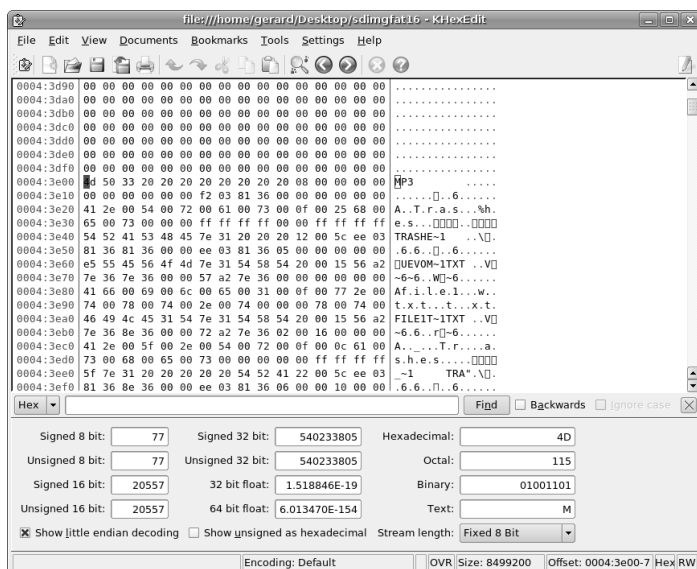 file:///home/gerard/Desktop/sdimgfat16 - KHexEdit
File Edit View Documents Bookmarks Tools Settings Help
0004:3d90 00 00 00 00 00 00 00 00 00 00 00 00 00 00 00 00 ................
0004:3da0 00 00 00 00 00 00 00 00 00 00 00 00 00 00 00 00 ................
0004:3db0 00 00 00 00 00 00 00 00 00 00 00 00 00 00 00 00 ................
0004:3dc0 00 00 00 00 00 00 00 00 00 00 00 00 00 00 00 00 ................
0004:3dd0 00 00 00 00 00 00 00 00 00 00 00 00 00 00 00 00 ................
0004:3de0 00 00 00 00 00 00 00 00 00 00 00 00 00 00 00 00 ................
0004:3df0 00 00 00 00 00 00 00 00 00 00 00 00 00 00 00 00 ................
0004:3e00 4d 50 33 20 20 20 20 20 20 20 20 08 00 00 00 00 MP3 .....
0004:3e10 00 00 00 00 00 00 f2 03 81 36 00 00 00 00 00 00 ......▯..6......
0004:3e20 41 2e 00 54 00 72 00 61 00 73 00 0f 00 25 68 00 A..T.r.a.s...%h.
0004:3e30 65 00 73 00 00 00 ff ff ff ff 00 00 ff ff ff ff e.s...▯▯▯▯..▯▯▯▯
0004:3e40 54 52 41 53 48 45 7e 31 20 20 20 12 00 5c ee 03 TRASHE~1 ..\▯.
0004:3e50 81 36 81 36 00 00 ee 03 81 36 05 00 00 00 00 00 .6.6..▯..6......
0004:3e60 e5 55 45 56 4f 4d 7e 31 54 58 54 20 00 15 56 a2 ▯UEVOM~1TXT ..V▯
0004:3e70 7e 36 7e 36 00 00 57 a2 7e 36 00 00 00 00 00 00 ~6~6..W▯~6......
0004:3e80 41 66 00 69 00 6c 00 65 00 31 00 0f 00 77 2e 00 Af.i.l.e.1...w..
0004:3e90 74 00 78 00 74 00 2e 00 74 00 00 00 78 00 74 00 t.x.t...t...x.t.
0004:3ea0 46 49 4c 45 31 54 7e 31 54 58 54 20 00 15 56 a2 FILE1T~1TXT ..V▯
0004:3eb0 7e 36 8e 36 00 00 72 a2 7e 36 02 00 16 00 00 00 ~6.6..r▯~6......
0004:3ec0 41 2e 00 5f 00 2e 00 54 00 72 00 0f 00 0c 61 00 A.._...T.r....a.
0004:3ed0 73 00 68 00 65 00 73 00 00 00 00 00 ff ff ff ff s.h.e.s.....▯▯▯▯
0004:3ee0 5f 7e 31 20 20 20 20 20 54 52 41 22 00 5c ee 03 _~1 TRA".\▯.
0004:3ef0 81 36 8e 36 00 00 ee 03 81 36 06 00 00 10 00 00 .6.6..▯..6......
Hex Find Backwards Ignore case
Signed 8 bit: 77 Signed 32 bit: 540233805 Hexadecimal: 4D
Unsigned 8 bit: 77 Unsigned 32 bit: 540233805 Octal: 115
Signed 16 bit: 20557 32 bit float: 1.518846E-19 Binary: 01001101
Unsigned 16 bit: 20557 64 bit float: 6.013470E-154 Text: M
Show little endian decoding Show unsigned as hexadecimal Stream length: Fixed 8 Bit
Encoding: Default OVR Size: 8499200 Offset: 0004:3e00-7 Hex RW